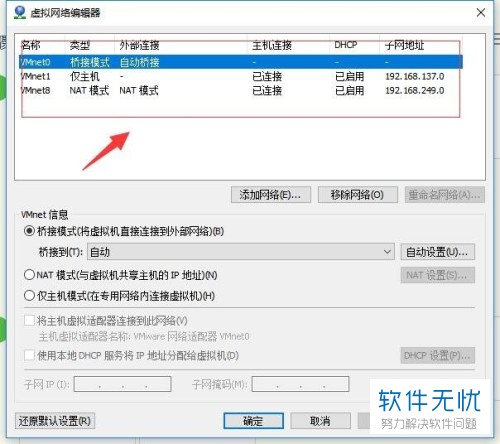 虚拟网络编辑器
名称 类型 外部连接 主机连接 DHCP 子网地址
VMnet0 桥接模式 自动桥接 - - -
VMnet1 仅主机 - 已连接 已启用 192.168.137.0
VMnet8 NAT 模式 NAT 模式 已连接 已启用 192.168.249.0
添加网络(E)... 移除网络(O) 重命名网络(A)...
VMnet 信息
桥接模式(将虚拟机直接连接到外部网络)(B)
桥接到(T): 自动 自动设置(U)...
NAT 模式(与虚拟机共享主机的 IP 地址)(N) NAT 设置(S)...
仅主机模式(在专用网络内连接虚拟机)(H)
将主机虚拟适配器连接到此网络(V)
主机虚拟适配器名称: VMware 网络适配器 VMnet0
使用本地 DHCP 服务将 IP 地址分配给虚拟机(D) DHCP 设置(P)...
子网 IP (I): . . . 子网掩码(M): . . .
还原默认设置(R) 确定 取消
软件无忧
努力解决软件问题